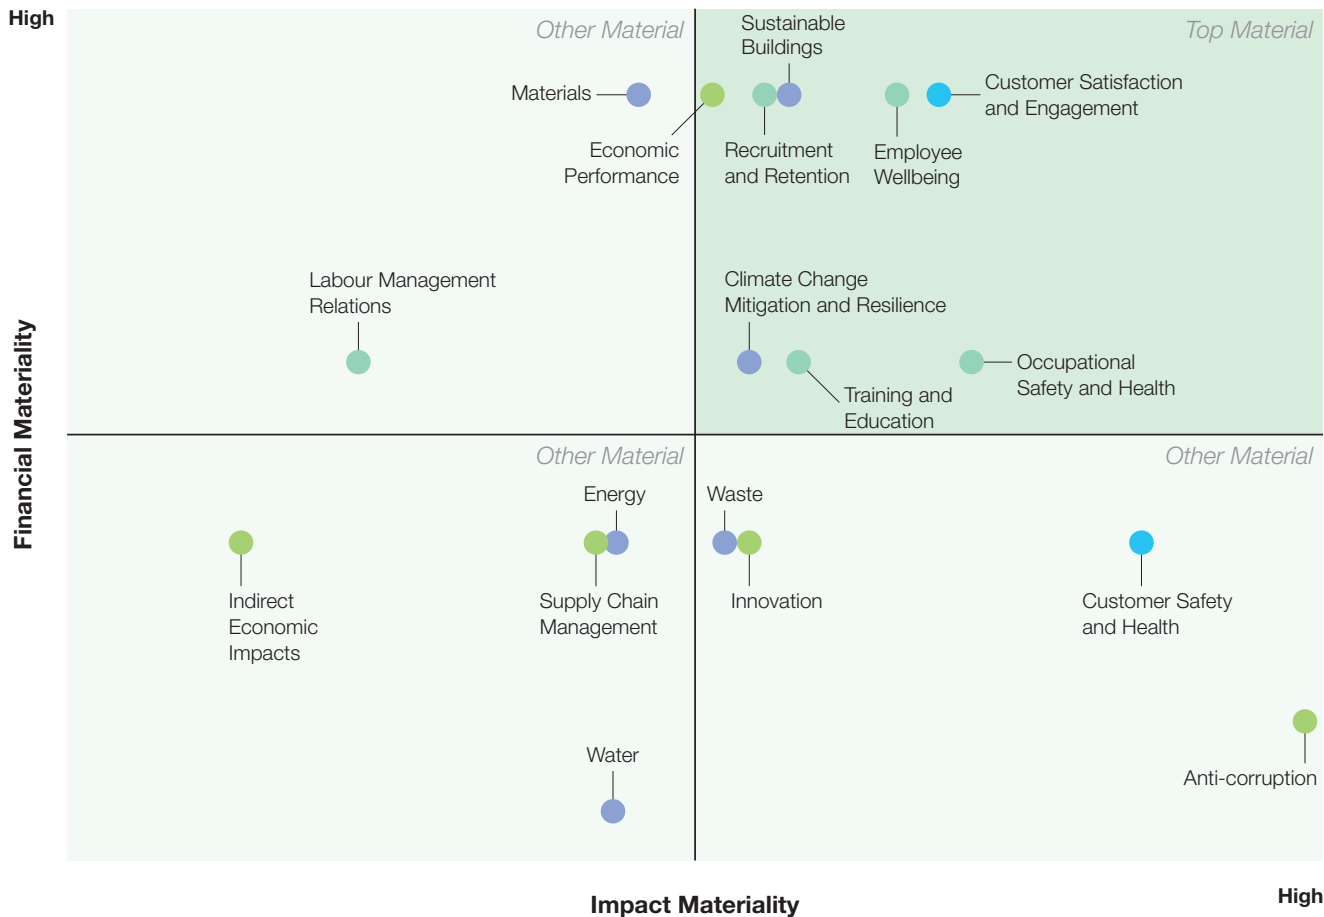 High
Other Material
Sustainable
Buildings
Top Material
Materials
Customer Satisfaction
and Engagement
Economic
Performance
Recruitment
and Retention
Employee
Wellbeing
Labour Management
Relations
Climate Change
Mitigation and Resilience
Occupational
Safety and Health
Training and
Education
Financial Materiality
Other Material
Other Material
Energy
Waste
Indirect
Economic
Impacts
Supply Chain
Management
Innovation
Customer Safety
and Health
Water
Anti-corruption
Impact Materiality
High